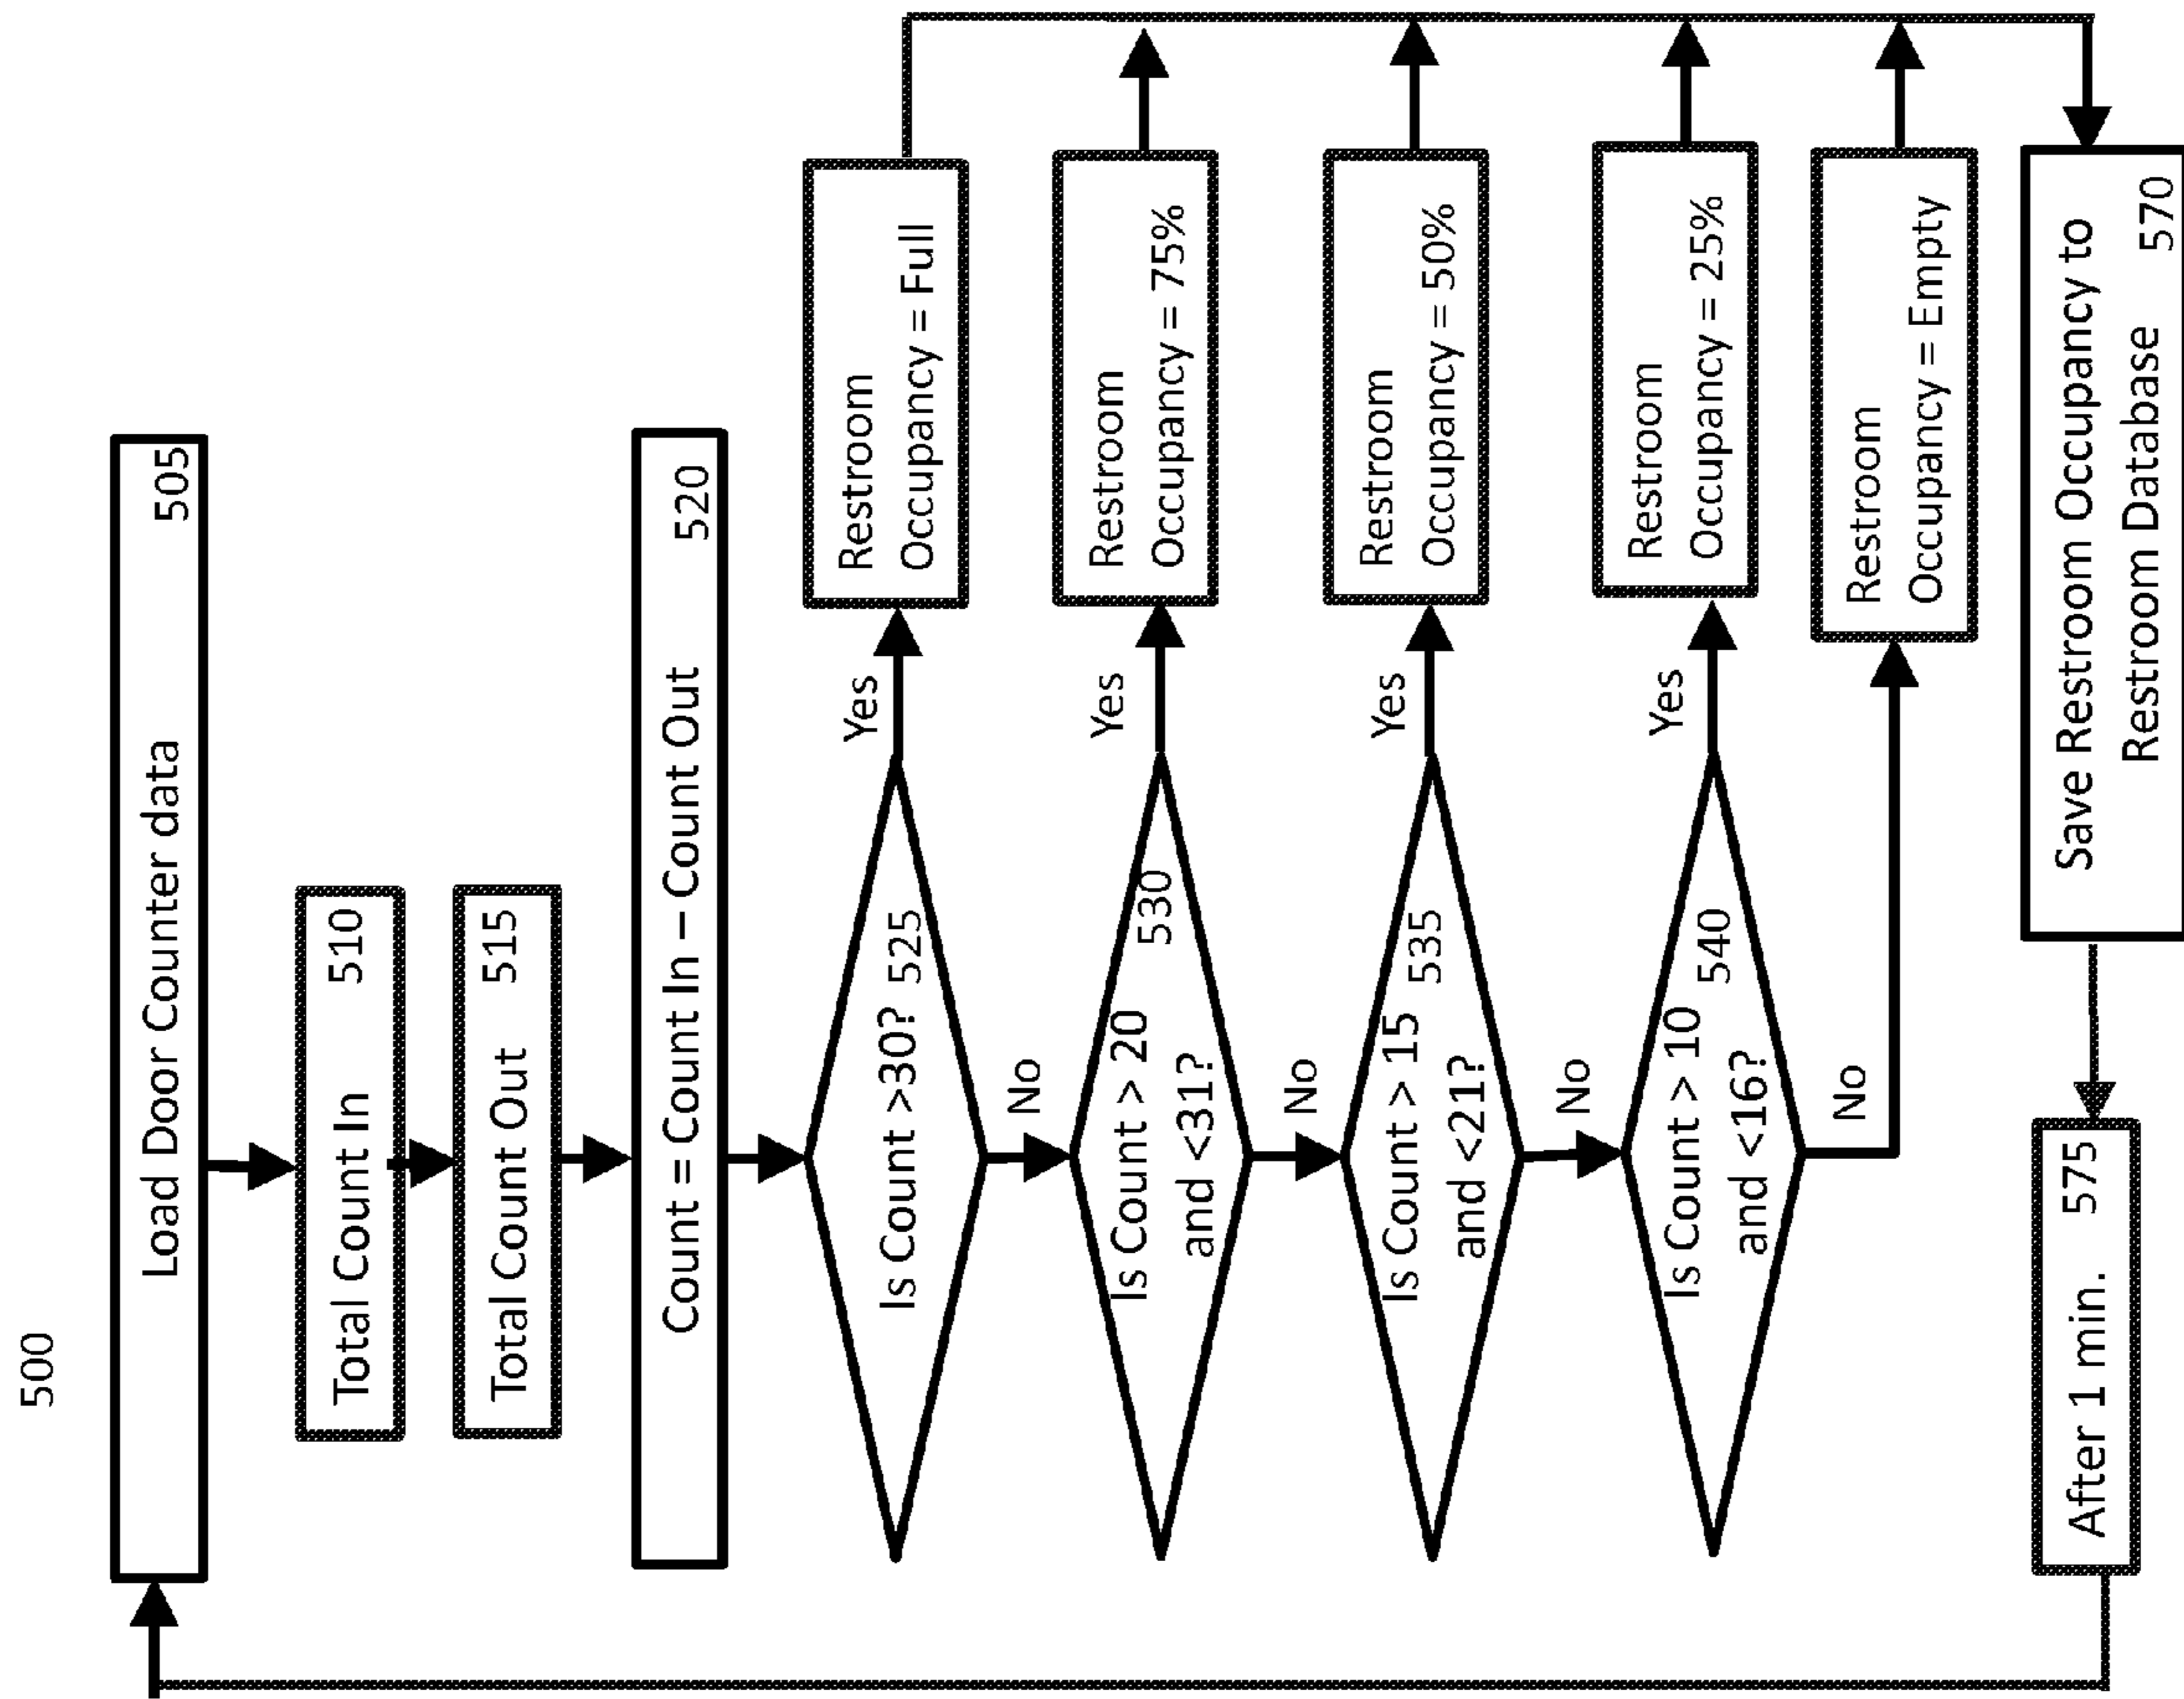 500
Load Door Counter data 505
Total Count In 510
Total Count Out 515
Count = Count In – Count Out 520
Is Count >30? 525
Yes
Restroom
Occupancy = Full
No
Is Count > 20 530
and <31?
Yes
Restroom
Occupancy = 75%
No
Is Count > 15 535
and <21?
Yes
Restroom
Occupancy = 50%
No
Is Count > 10 540
and <16?
Yes
Restroom
Occupancy = 25%
No
Restroom
Occupancy = Empty
Save Restroom Occupancy to
Restroom Database 570
After 1 min. 575